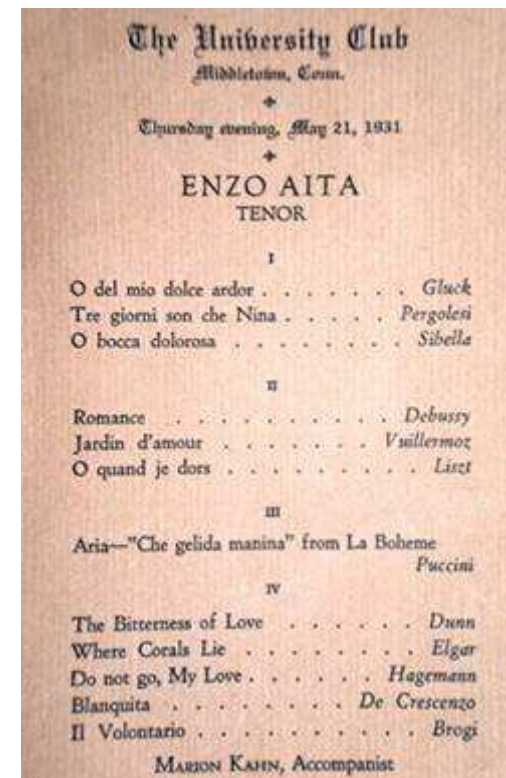 The University Club
Middletown, Conn.
Thursday evening, May 21, 1931
ENZO AITA
TENOR
I
O del mio dolce ardor . . . . . . . Gluck
Tre giorni son che Nina . . . . . Pergolesi
O bocca dolorosa . . . . . . . . Sibella
II
Romance . . . . . . . . . Debussy
Jardin d'amour . . . . . . . Vuillermoz
O quand je dors . . . . . . . . . Liszt
III
Aria—"Che gelida manina" from La Boheme
Puccini
IV
The Bitterness of Love . . . . . . Dunn
Where Corals Lie . . . . . . . . Elgar
Do not go, My Love . . . . . . Hagemann
Blanquita . . . . . . . . De Crescenzo
Il Volontario . . . . . . . . . . Brogi
MARION KAHN, Accompanist